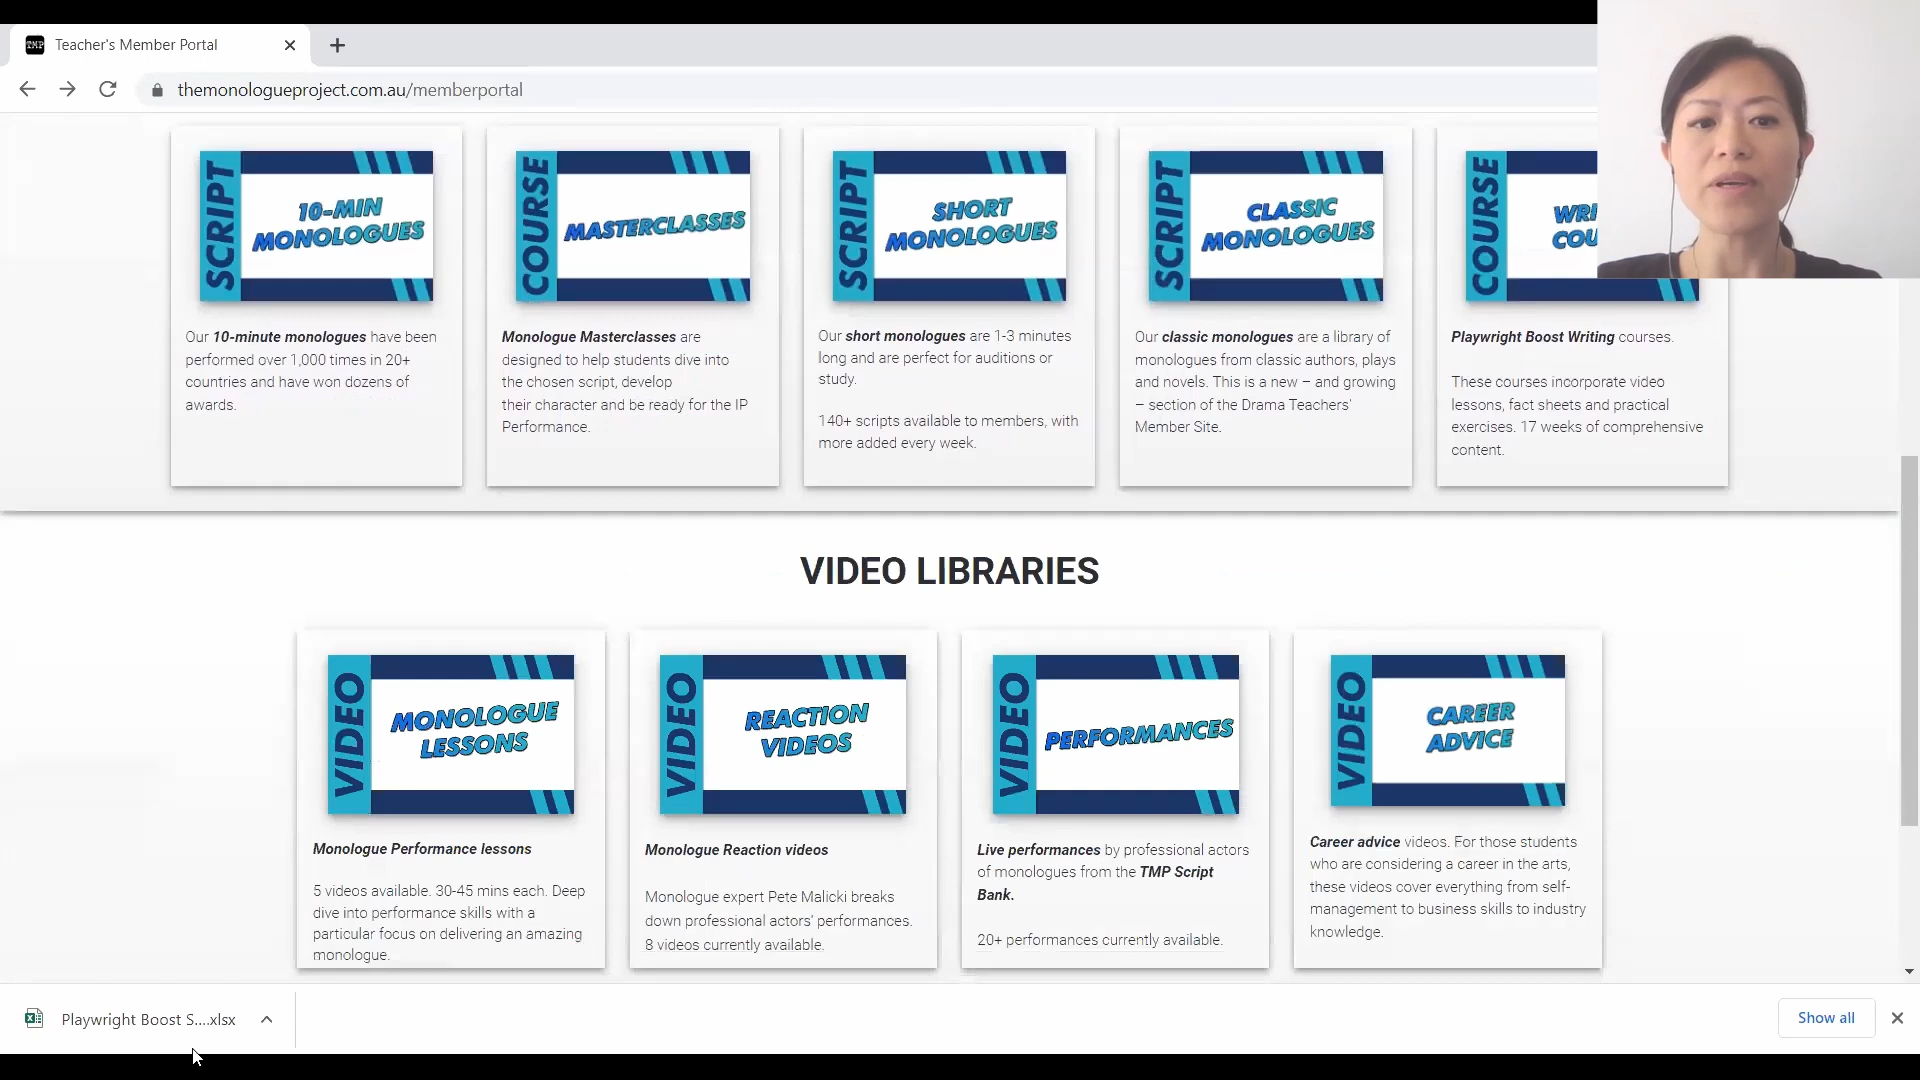 TMP Teacher's Member Portal
themonologueproject.com.au/memberportal
SCRIPT
10-MIN
MONOLOGUES
Our 10-minute monologues have been
performed over 1,000 times in 20+
countries and have won dozens of
awards.
COURSE
MASTERCLASSES
Monologue Masterclasses are
designed to help students dive into
the chosen script, develop
their character and be ready for the IP
Performance.
SCRIPT
SHORT
MONOLOGUES
Our short monologues are 1-3 minutes
long and are perfect for auditions or
study.
140+ scripts available to members, with
more added every week.
SCRIPT
CLASSIC
MONOLOGUES
Our classic monologues are a library of
monologues from classic authors, plays
and novels. This is a new – and growing
– section of the Drama Teachers'
Member Site.
COURSE
Playwright Boost Writing courses.
These courses incorporate video
lessons, fact sheets and practical
exercises. 17 weeks of comprehensive
content.
VIDEO LIBRARIES
VIDEO
MONOLOGUE
LESSONS
Monologue Performance lessons
5 videos available. 30-45 mins each. Deep
dive into performance skills with a
particular focus on delivering an amazing
monologue.
VIDEO
REACTION
VIDEOS
Monologue Reaction videos
Monologue expert Pete Malicki breaks
down professional actors' performances.
8 videos currently available.
VIDEO
PERFORMANCES
Live performances by professional actors
of monologues from the TMP Script
Bank.
20+ performances currently available.
VIDEO
CAREER
ADVICE
Career advice videos. For those students
who are considering a career in the arts,
these videos cover everything from self-
management to business skills to industry
knowledge.
Playwright Boost S....xlsx
Show all